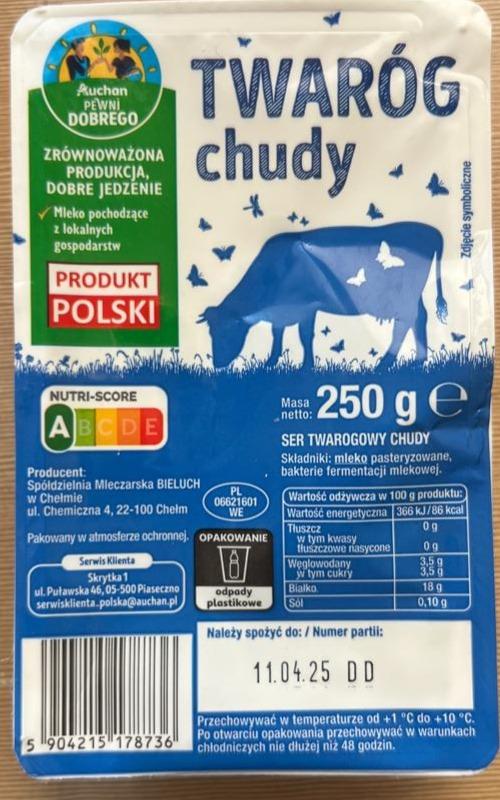 Auchan
PEWNI
DOBREGO
ZRÓWNOWAŻONA
PRODUKCJA,
DOBRE JEDZENIE
Mleko pochodzące
z lokalnych
gospodarstw
PRODUKT
POLSKI
TWARÓG
chudy
Zdjęcie symboliczne
NUTRI-SCORE
A B C D E
Masa
netto: 250 g ℮
SER TWAROGOWY CHUDY
Składniki: mleko pasteryzowane,
bakterie fermentacji mlekowej.
Producent:
Spółdzielnia Mleczarska BIELUCH
w Chełmie
ul. Chemiczna 4, 22-100 Chełm
PL
06621601
WE
Pakowany w atmosferze ochronnej.
Serwis Klienta
Skrytka 1
ul. Puławska 46, 05-500 Piaseczno
serwisklienta_polska@auchan.pl
OPAKOWANIE
odpady
plastikowe
Wartość odżywcza w 100 g produktu:
Wartość energetyczna 366 kJ/86 kcal
Tłuszcz 0 g
w tym kwasy
tłuszczowe nasycone 0 g
Węglowodany 3,5 g
w tym cukry 3,5 g
Białko 18 g
Sól 0,10 g
Należy spożyć do: / Numer partii:
11.04.25 DD
5 904215 178736
Przechowywać w temperaturze od +1 °C do +10 °C.
Po otwarciu opakowania przechowywać w warunkach
chłodniczych nie dłużej niż 48 godzin.